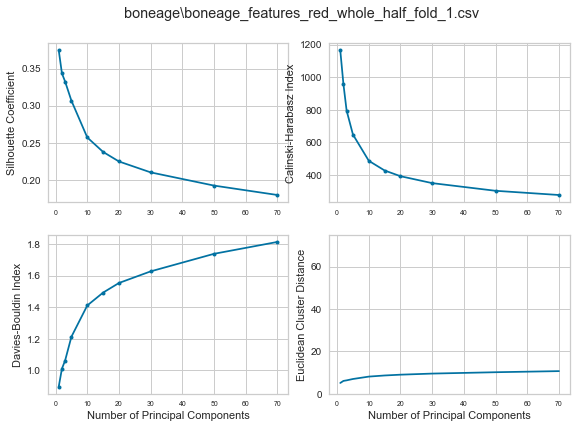 boneage\boneage_features_red_whole_half_fold_1.csv
Silhouette Coefficient
0.35
0.30
0.25
0.20
0 10 20 30 40 50 60 70
Calinski-Harabasz Index
1200
1000
800
600
400
0 10 20 30 40 50 60 70
Davies-Bouldin Index
1.8
1.6
1.4
1.2
1.0
0 10 20 30 40 50 60 70
Number of Principal Components
Euclidean Cluster Distance
60
40
20
0
0 10 20 30 40 50 60 70
Number of Principal Components